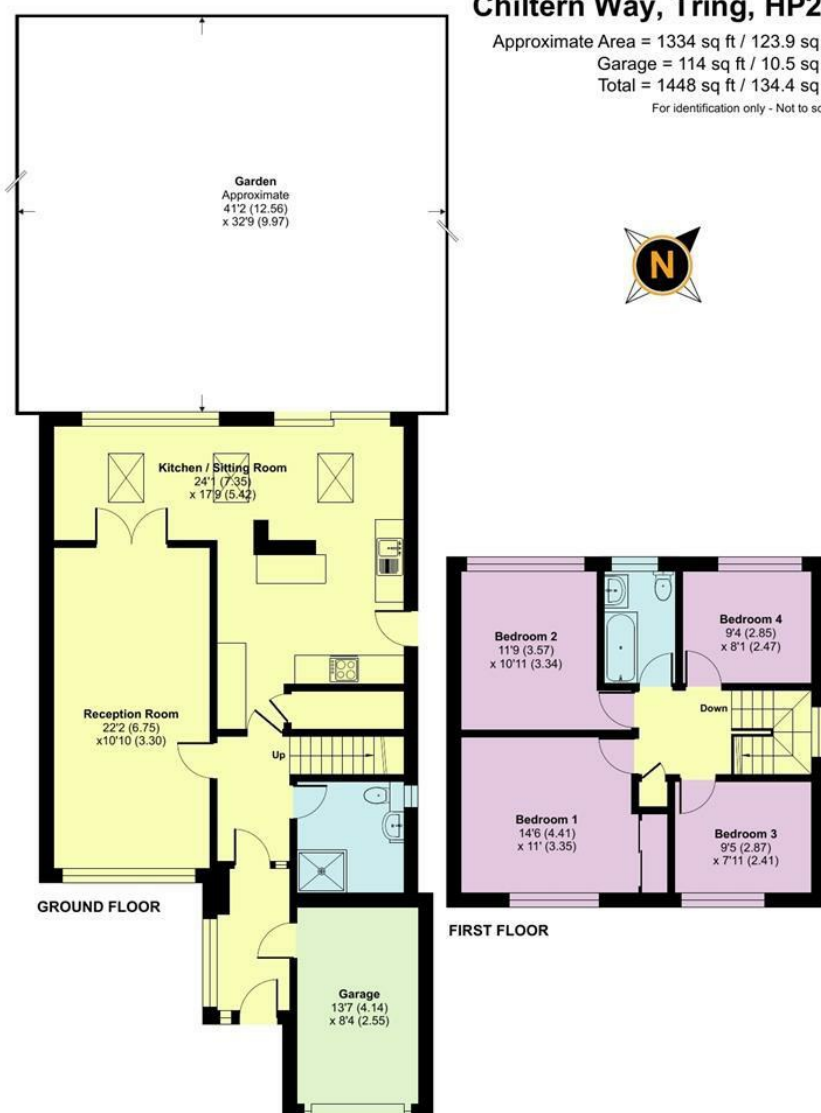 Chiltern Way, Tring, HP2
Approximate Area = 1334 sq ft / 123.9 sq
Garage = 114 sq ft / 10.5 sq
Total = 1448 sq ft / 134.4 sq
For identification only - Not to sc
Garden
Approximate
41'2 (12.56)
x 32'9 (9.97)
N
Kitchen / Sitting Room
24'1 (7.35)
x 17'9 (5.42)
Reception Room
22'2 (6.75)
x10'10 (3.30)
Up
GROUND FLOOR
Garage
13'7 (4.14)
x 8'4 (2.55)
Bedroom 2
11'9 (3.57)
x 10'11 (3.34)
Bedroom 4
9'4 (2.85)
x 8'1 (2.47)
Down
Bedroom 1
14'6 (4.41)
x 11' (3.35)
Bedroom 3
9'5 (2.87)
x 7'11 (2.41)
FIRST FLOOR